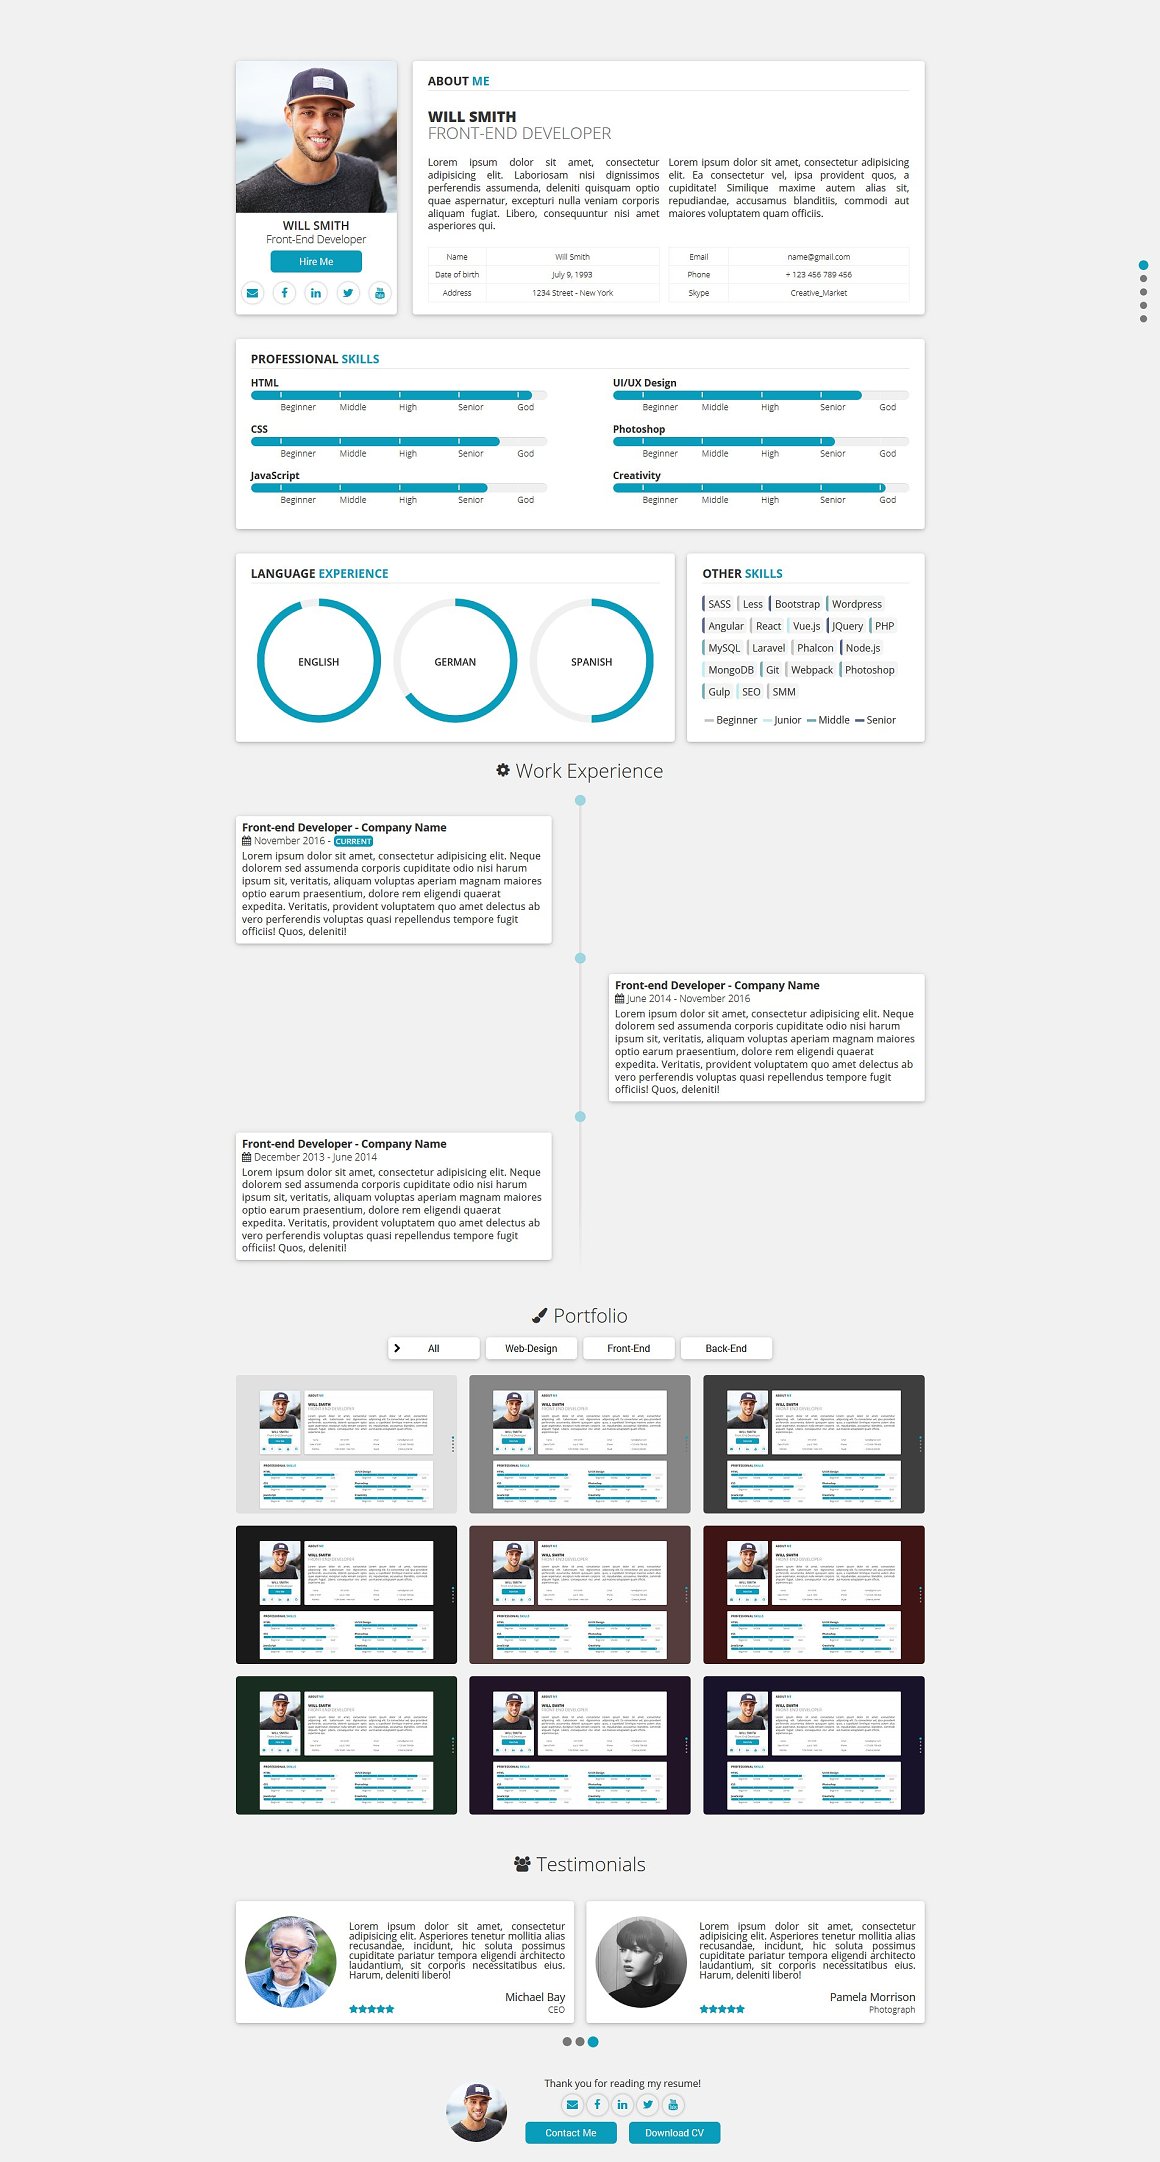 WILL SMITH
Front-End Developer
Hire Me
ABOUT ME
WILL SMITH
FRONT-END DEVELOPER
Lorem ipsum dolor sit amet, consectetur
adipisicing elit. Laboriosam nisi dignissimos
perferendis assumenda, deleniti quisquam optio
quae aspernatur, excepturi nulla veniam corporis
aliquam fugiat. Libero, consequuntur nisi amet
asperiores qui.
Lorem ipsum dolor sit amet, consectetur adipisicing
elit. Ea consectetur vel, ipsa provident quos, a
cupiditate! Similique maxime autem alias sit,
repudiandae, accusamus blanditiis, commodi aut
maiores voluptatem quam officiis.
Name Will Smith
Date of birth July 9, 1993
Address 1234 Street - New York
Email name@gmail.com
Phone + 123 456 789 456
Skype Creative_Market
PROFESSIONAL SKILLS
HTML
Beginner Middle High Senior God
CSS
Beginner Middle High Senior God
JavaScript
Beginner Middle High Senior God
UI/UX Design
Beginner Middle High Senior God
Photoshop
Beginner Middle High Senior God
Creativity
Beginner Middle High Senior God
LANGUAGE EXPERIENCE
ENGLISH GERMAN SPANISH
OTHER SKILLS
SASS Less Bootstrap Wordpress
Angular React Vue.js JQuery PHP
MySQL Laravel Phalcon Node.js
MongoDB Git Webpack Photoshop
Gulp SEO SMM
Beginner Junior Middle Senior
Work Experience
Front-end Developer - Company Name
November 2016 - CURRENT
Lorem ipsum dolor sit amet, consectetur adipisicing elit. Neque
dolorem sed assumenda corporis cupiditate odio nisi harum
ipsum sit, veritatis, aliquam voluptas aperiam magnam maiores
optio earum praesentium, dolore rem eligendi quaerat
expedita. Veritatis, provident voluptatem quo amet delectus ab
vero perferendis voluptas quasi repellendus tempore fugit
officiis! Quos, deleniti!
Front-end Developer - Company Name
June 2014 - November 2016
Lorem ipsum dolor sit amet, consectetur adipisicing elit. Neque
dolorem sed assumenda corporis cupiditate odio nisi harum
ipsum sit, veritatis, aliquam voluptas aperiam magnam maiores
optio earum praesentium, dolore rem eligendi quaerat
expedita. Veritatis, provident voluptatem quo amet delectus ab
vero perferendis voluptas quasi repellendus tempore fugit
officiis! Quos, deleniti!
Front-end Developer - Company Name
December 2013 - June 2014
Lorem ipsum dolor sit amet, consectetur adipisicing elit. Neque
dolorem sed assumenda corporis cupiditate odio nisi harum
ipsum sit, veritatis, aliquam voluptas aperiam magnam maiores
optio earum praesentium, dolore rem eligendi quaerat
expedita. Veritatis, provident voluptatem quo amet delectus ab
vero perferendis voluptas quasi repellendus tempore fugit
officiis! Quos, deleniti!
Portfolio
All Web-Design Front-End Back-End
Testimonials
Lorem ipsum dolor sit amet, consectetur
adipisicing elit. Asperiores tenetur mollitia alias
recusandae, incidunt, hic soluta possimus
cupiditate pariatur tempora eligendi architecto
laudantium, sit corporis necessitatibus eius.
Harum, deleniti libero!
Michael Bay
CEO
Lorem ipsum dolor sit amet, consectetur
adipisicing elit. Asperiores tenetur mollitia alias
recusandae, incidunt, hic soluta possimus
cupiditate pariatur tempora eligendi architecto
laudantium, sit corporis necessitatibus eius.
Harum, deleniti libero!
Pamela Morrison
Photograph
Thank you for reading my resume!
Contact Me Download CV